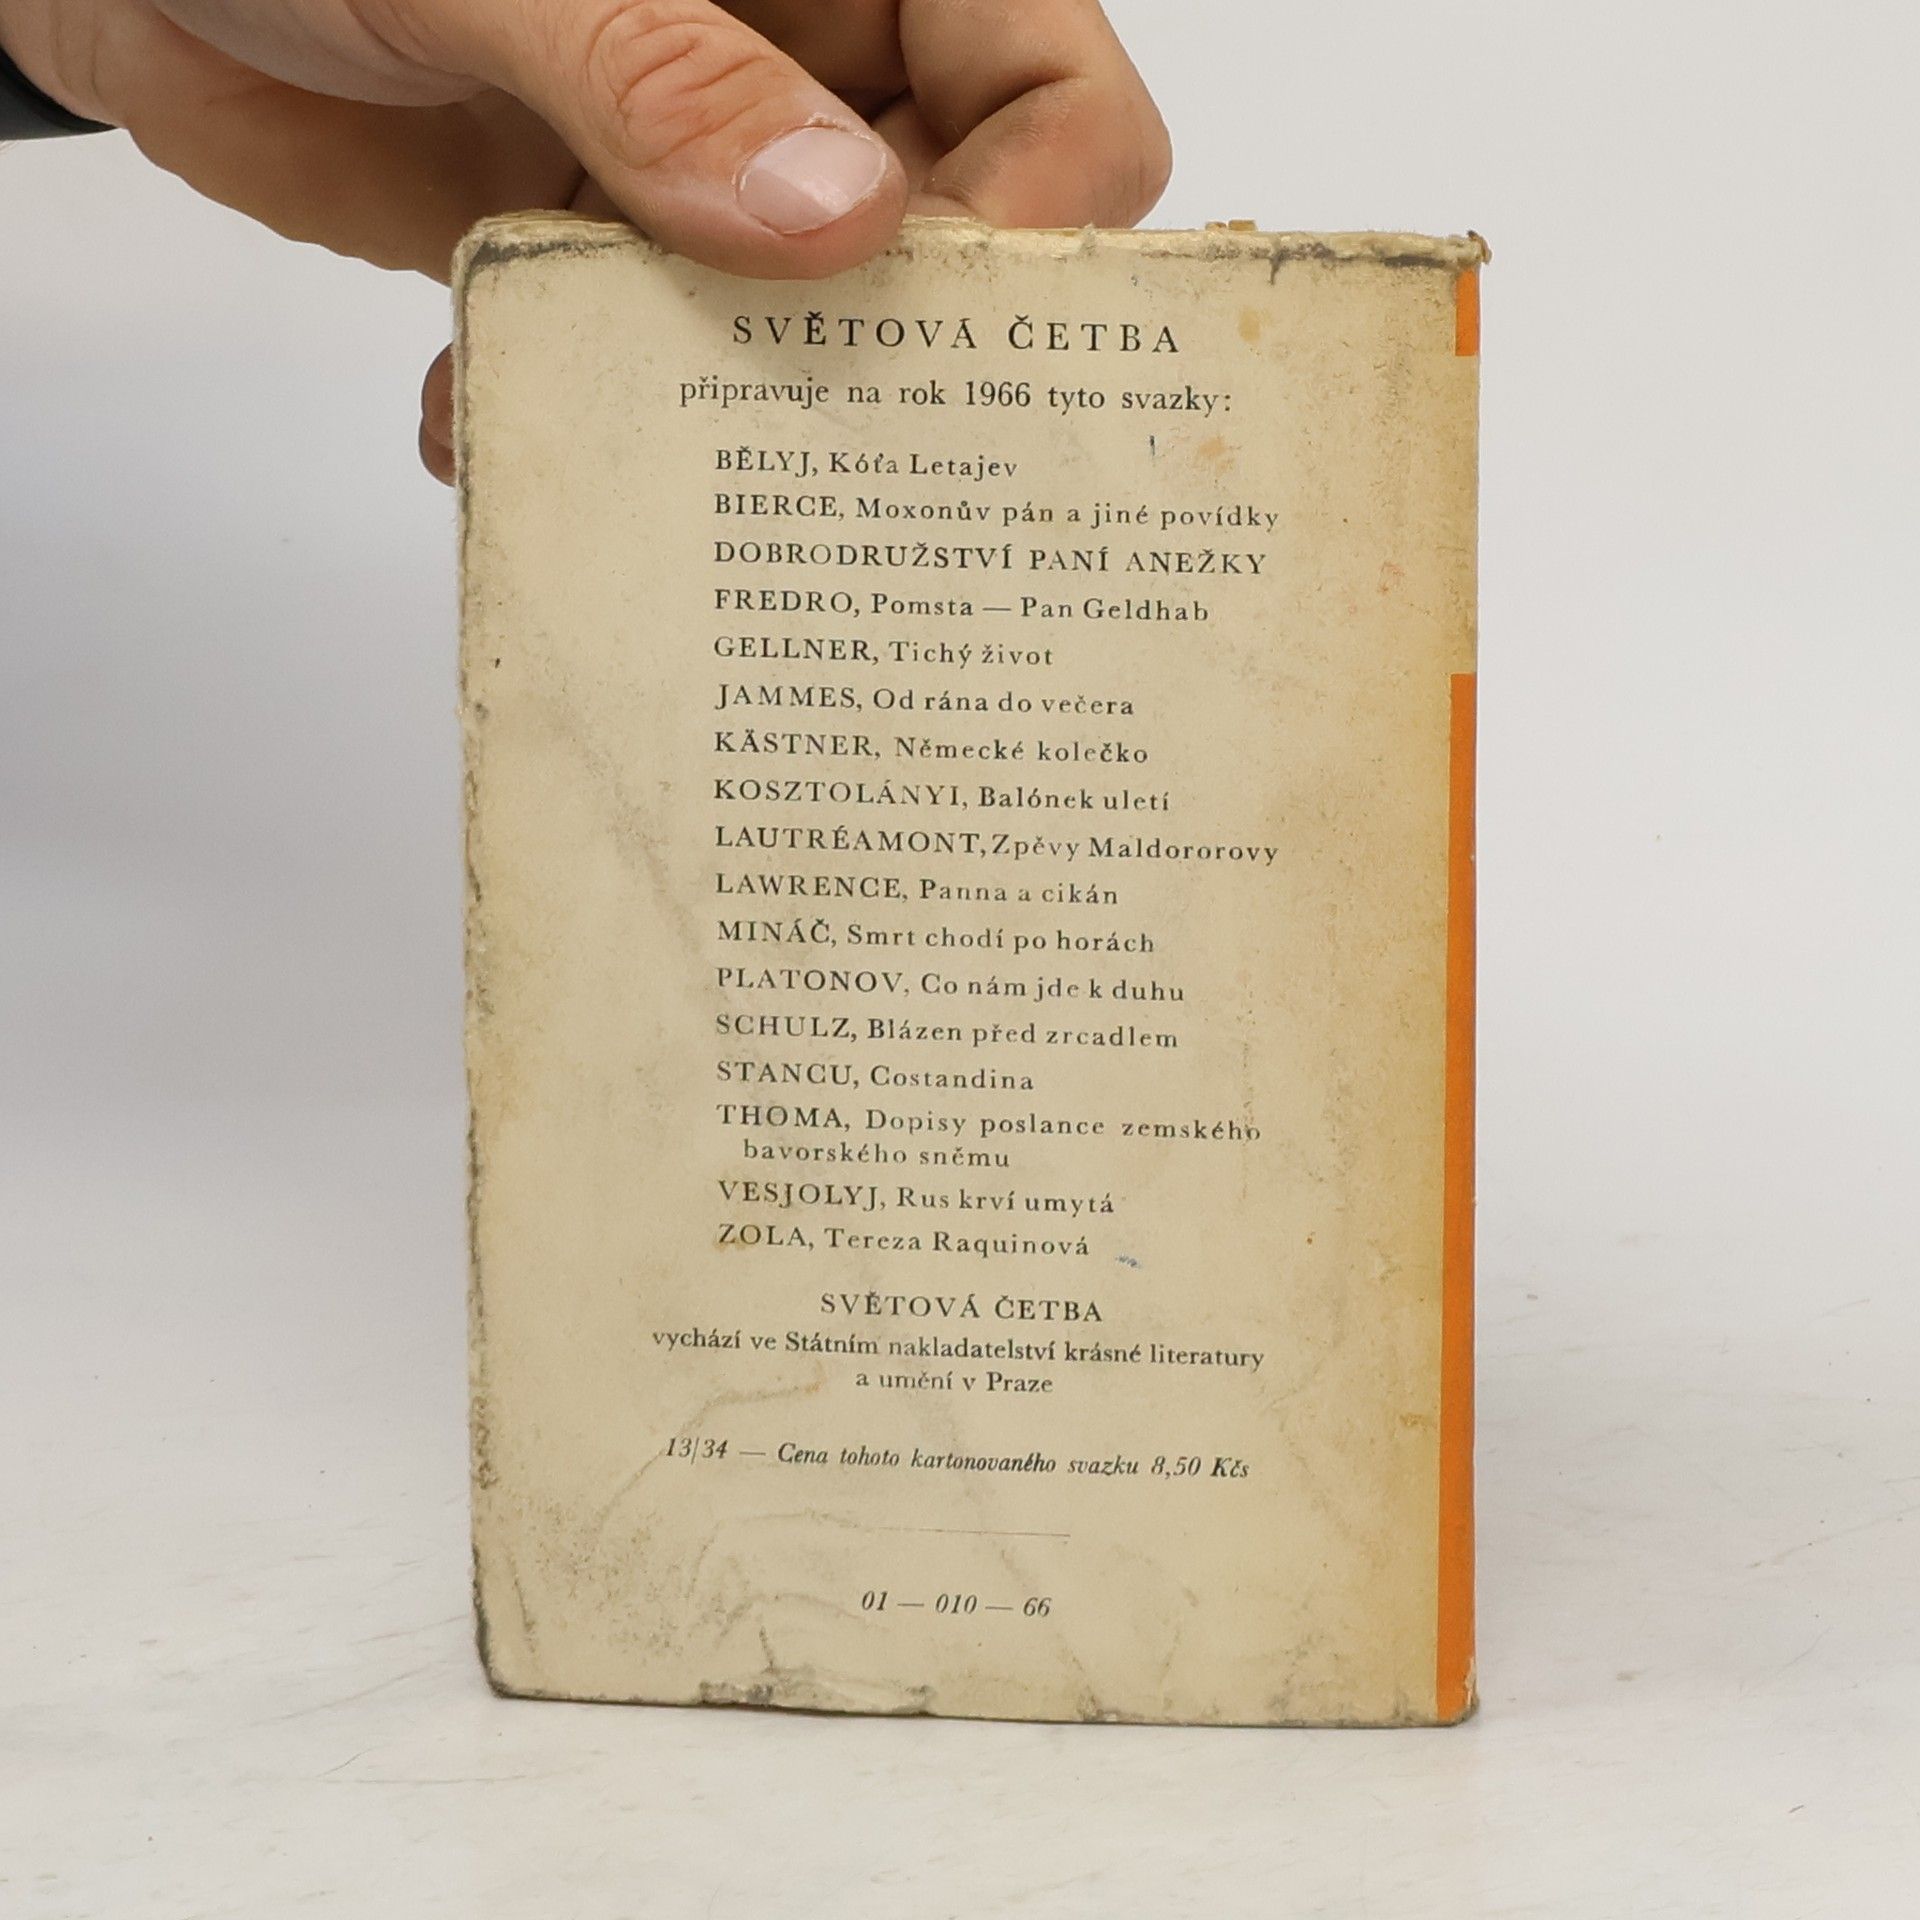 SVĚTOVÁ ČETBA
připravuje na rok 1966 tyto svazky:
BĚLYJ, Kóťa Letajev
BIERCE, Moxonův pán a jiné povídky
DOBRODRUŽSTVÍ PANÍ ANEŽKY
FREDRO, Pomsta — Pan Geldhab
GELLNER, Tichý život
JAMMES, Od rána do večera
KÄSTNER, Německé kolečko
KOSZTOLÁNYI, Balónek uletí
LAUTRÉAMONT, Zpěvy Maldororovy
LAWRENCE, Panna a cikán
MINÁČ, Smrt chodí po horách
PLATONOV, Co nám jde k duhu
SCHULZ, Blázen před zrcadlem
STANCU, Costandina
THOMA, Dopisy poslance zemského
bavorského sněmu
VESJOLYJ, Rus krví umytá
ZOLA, Tereza Raquinová
SVĚTOVÁ ČETBA
vychází ve Státním nakladatelství krásné literatury
a umění v Praze
13/34 — Cena tohoto kartonovaného svazku 8,50 Kčs
01 — 010 — 66